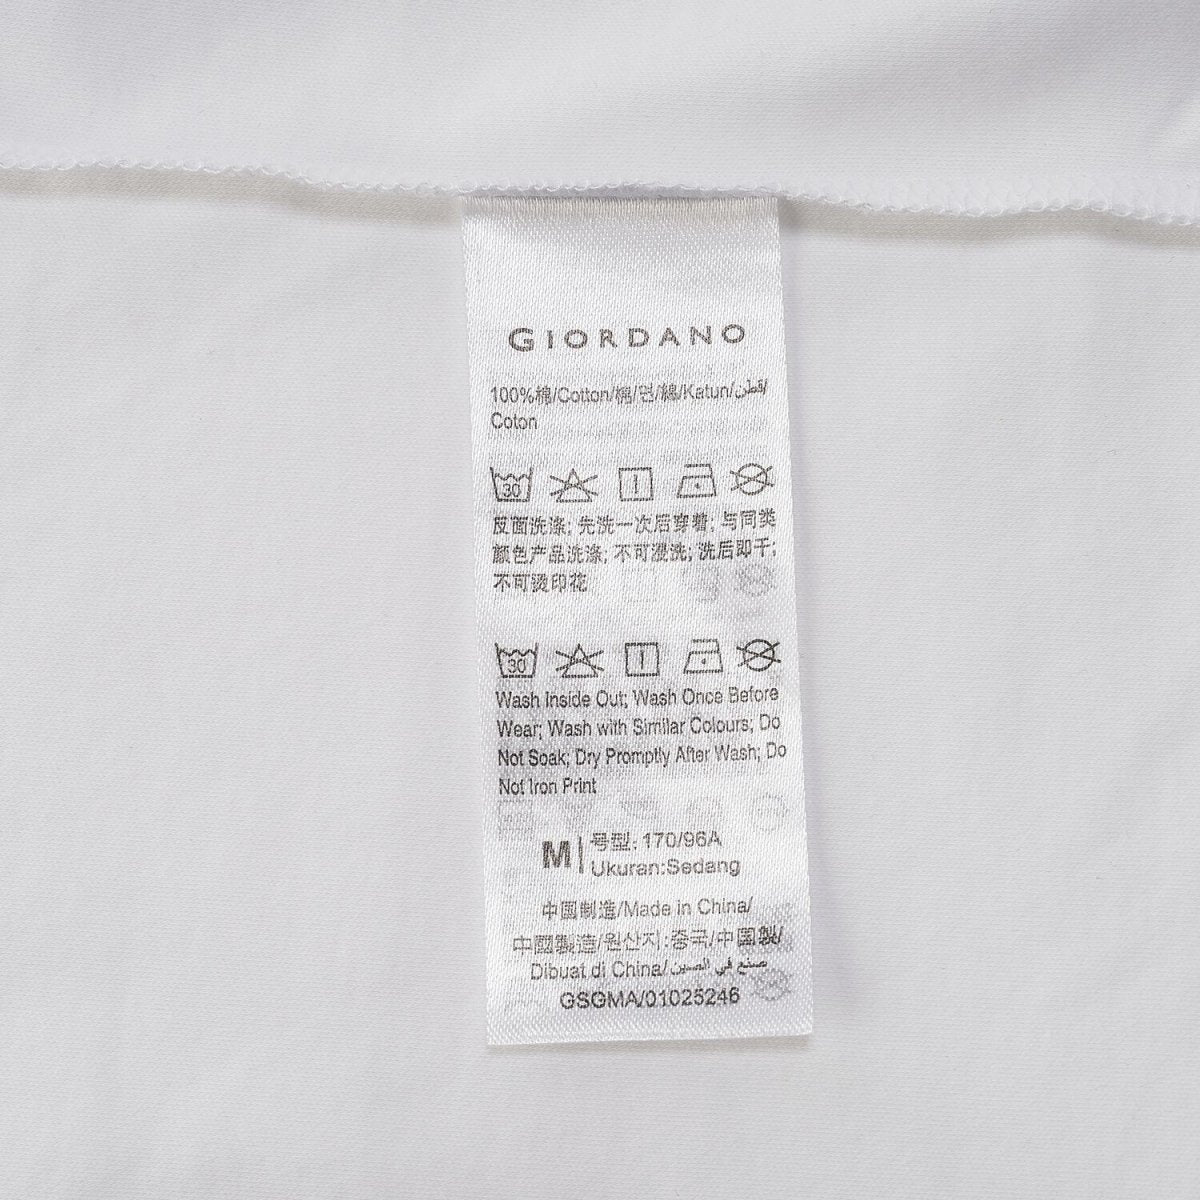 GIORDANO
100%棉/Cotton/棉/면/綿/Katun/قطن/
Coton
30
反面洗涤; 先洗一次后穿着; 与同类
颜色产品洗涤; 不可浸洗; 洗后即干;
不可烫印花
30
Wash Inside Out; Wash Once Before
Wear; Wash with Similar Colours; Do
Not Soak; Dry Promptly After Wash; Do
Not Iron Print
M 号型: 170/96A
Ukuran:Sedang
中国制造/Made in China/
中國製造/원산지:중국/中国製/
Dibuat di China/صنع في الصين
GSGMA/01025246